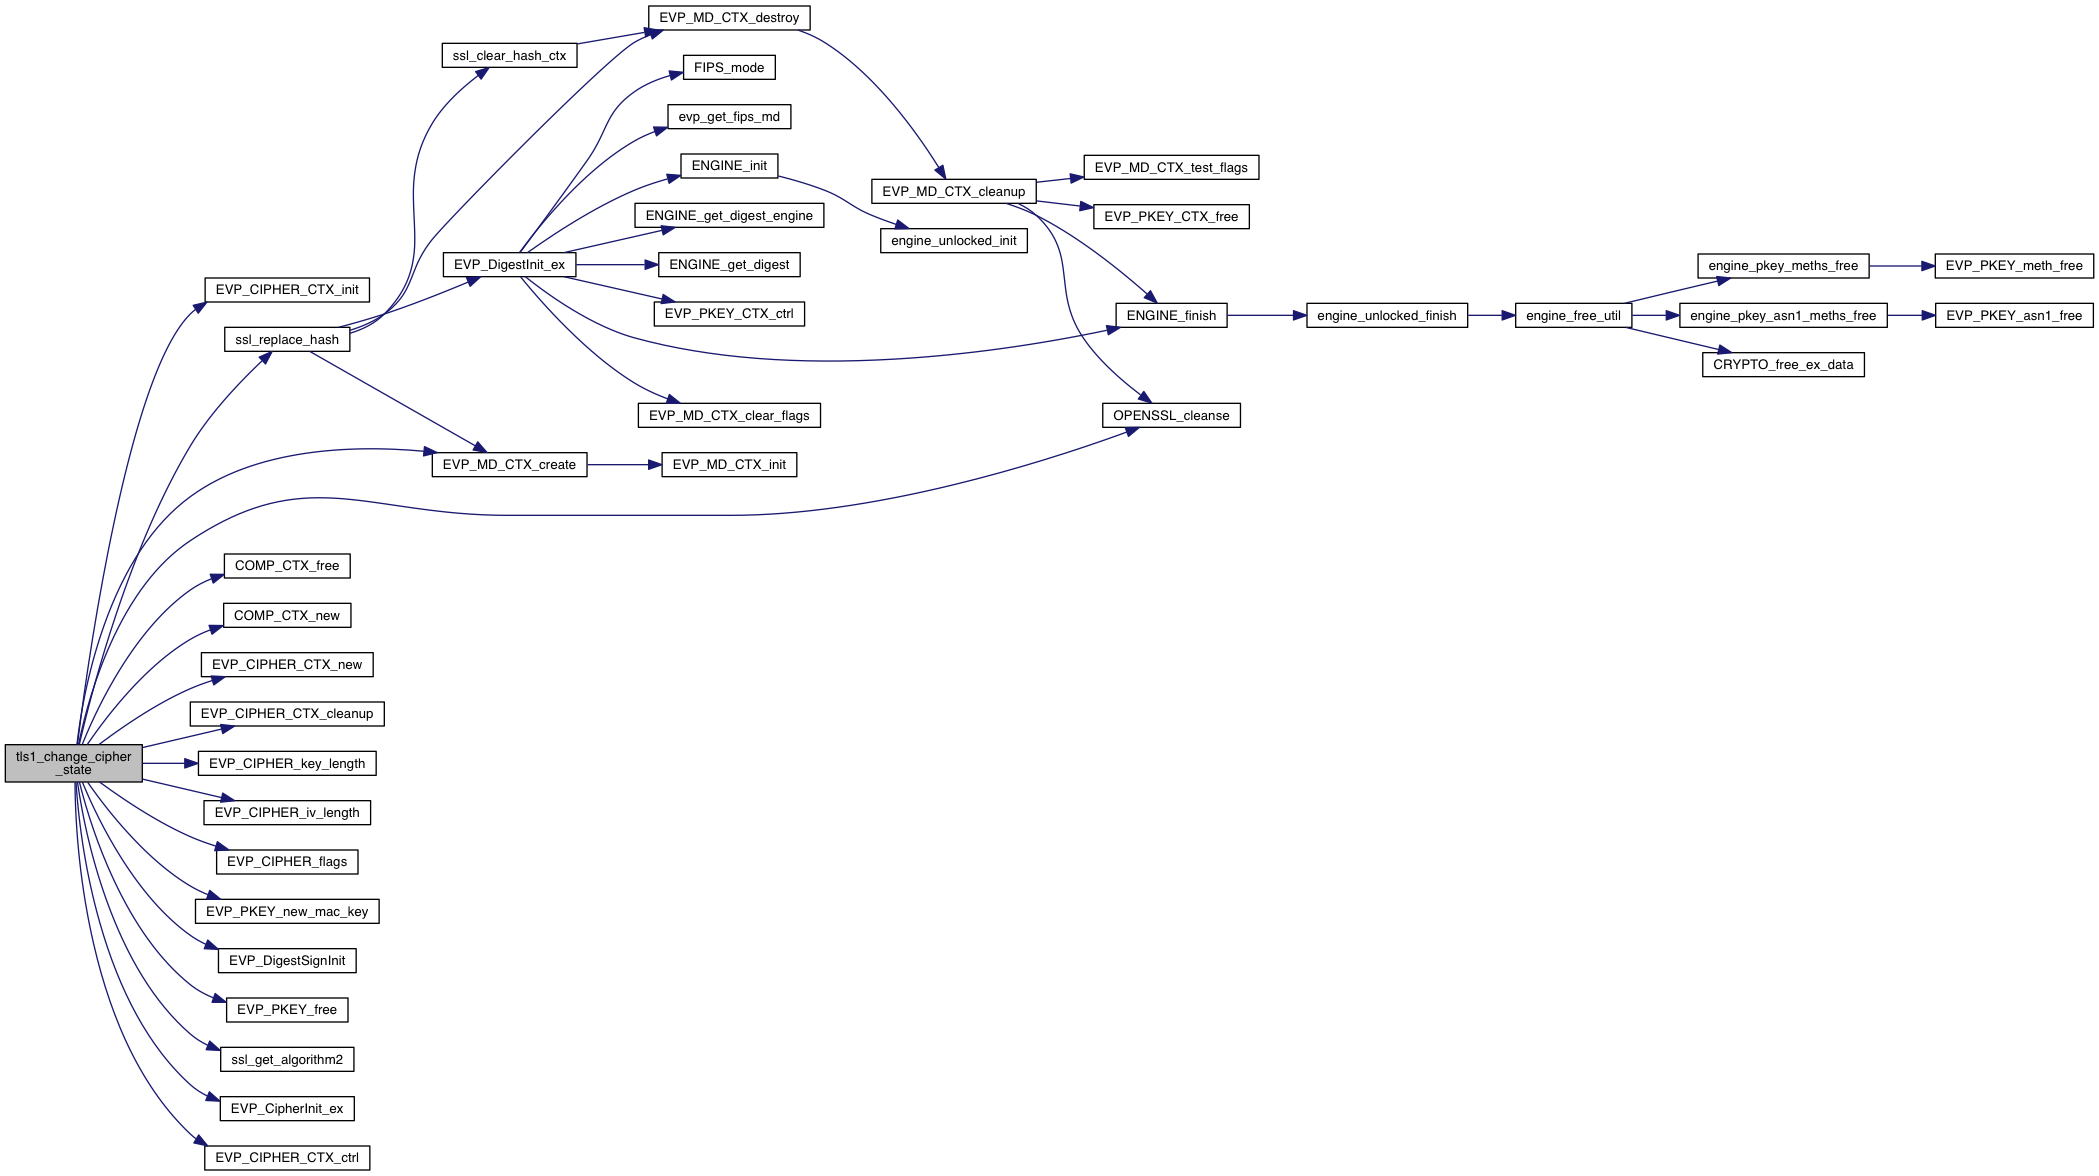 EVP_MD_CTX_destroy
ssl_clear_hash_ctx
FIPS_mode
evp_get_fips_md
ENGINE_init
EVP_MD_CTX_test_flags
EVP_MD_CTX_cleanup
ENGINE_get_digest_engine
EVP_PKEY_CTX_free
engine_unlocked_init
EVP_DigestInit_ex
ENGINE_get_digest
engine_pkey_meths_free
EVP_PKEY_meth_free
EVP_CIPHER_CTX_init
EVP_PKEY_CTX_ctrl
ENGINE_finish
engine_unlocked_finish
engine_free_util
engine_pkey_asn1_meths_free
EVP_PKEY_asn1_free
ssl_replace_hash
CRYPTO_free_ex_data
EVP_MD_CTX_clear_flags
OPENSSL_cleanse
EVP_MD_CTX_create
EVP_MD_CTX_init
COMP_CTX_free
COMP_CTX_new
EVP_CIPHER_CTX_new
EVP_CIPHER_CTX_cleanup
tls1_change_cipher
_state
EVP_CIPHER_key_length
EVP_CIPHER_iv_length
EVP_CIPHER_flags
EVP_PKEY_new_mac_key
EVP_DigestSignInit
EVP_PKEY_free
ssl_get_algorithm2
EVP_CipherInit_ex
EVP_CIPHER_CTX_ctrl